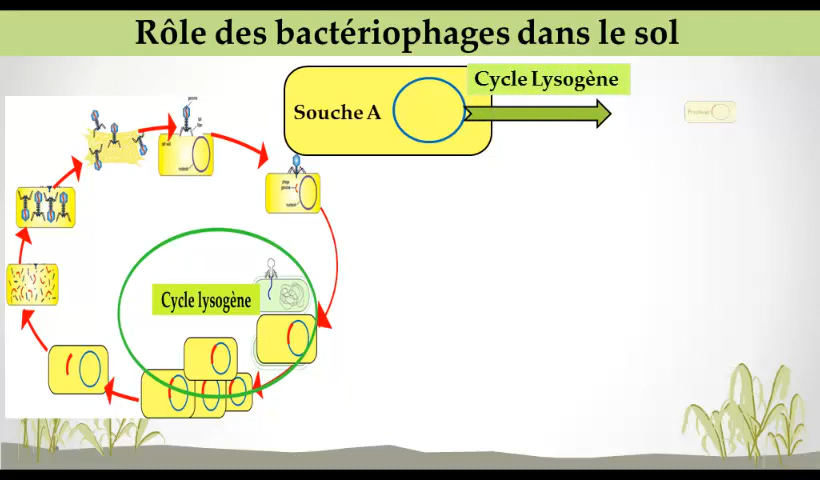 Rôle des bactériophages dans le sol
Cycle Lysogène
Souche A
Cycle lysogène